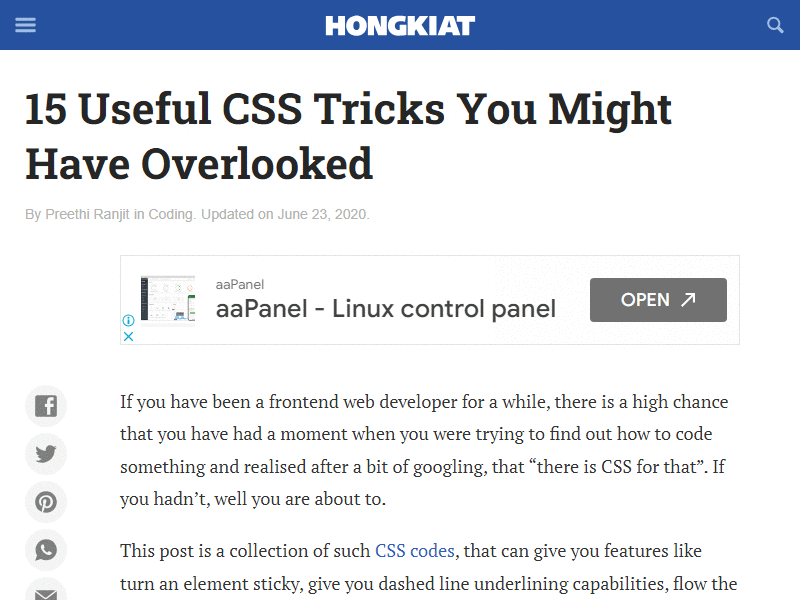 HONGKIAT
15 Useful CSS Tricks You Might
Have Overlooked
By Preethi Ranjit in Coding. Updated on June 23, 2020.
aaPanel
aaPanel - Linux control panel
OPEN
If you have been a frontend web developer for a while, there is a high chance
that you have had a moment when you were trying to find out how to code
something and realised after a bit of googling, that “there is CSS for that”. If
you hadn’t, well you are about to.
This post is a collection of such CSS codes, that can give you features like
turn an element sticky, give you dashed line underlining capabilities, flow the